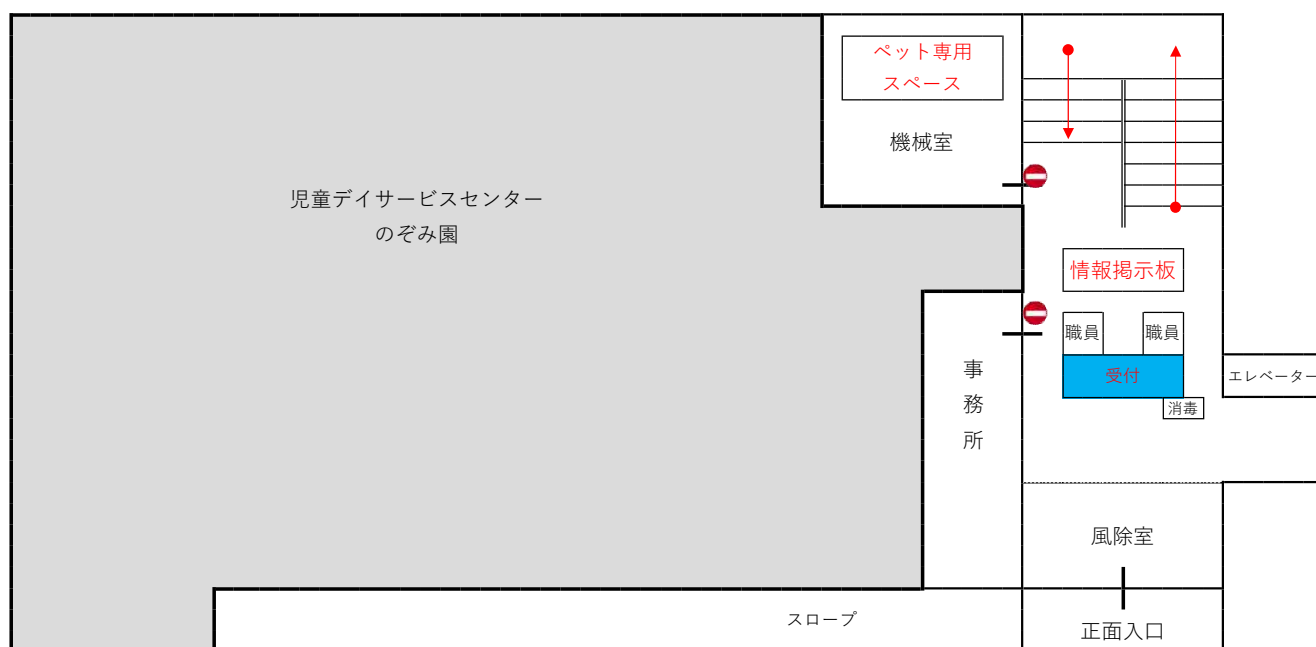 ペット専用
スペース
機械室
児童デイサービスセンター
のぞみ園
情報掲示板
職員
職員
受付
エレベーター
消毒
事
務
所
風除室
スロープ
正面入口